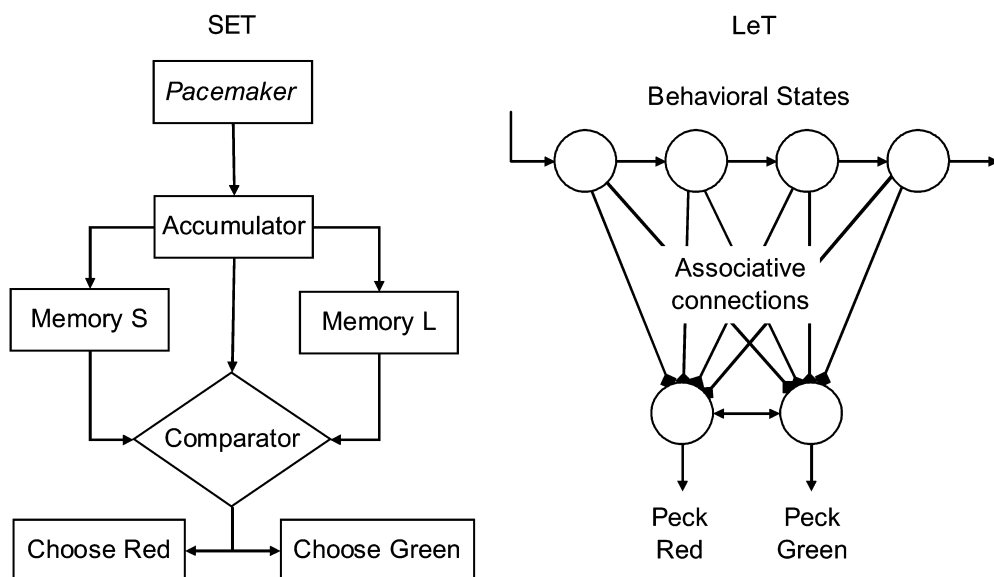 SET
Pacemaker
Accumulator
Memory S
Memory L
Comparator
Choose Red
Choose Green
LeT
Behavioral States
Associative
connections
Peck
Red
Peck
Green